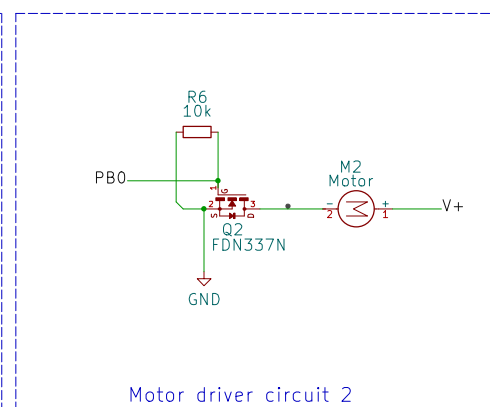 R6
10k
M2
Motor
PB0
V+
1
G
2
3
S
D
-
+
2
1
Q2
FDN337N
GND
Motor driver circuit 2